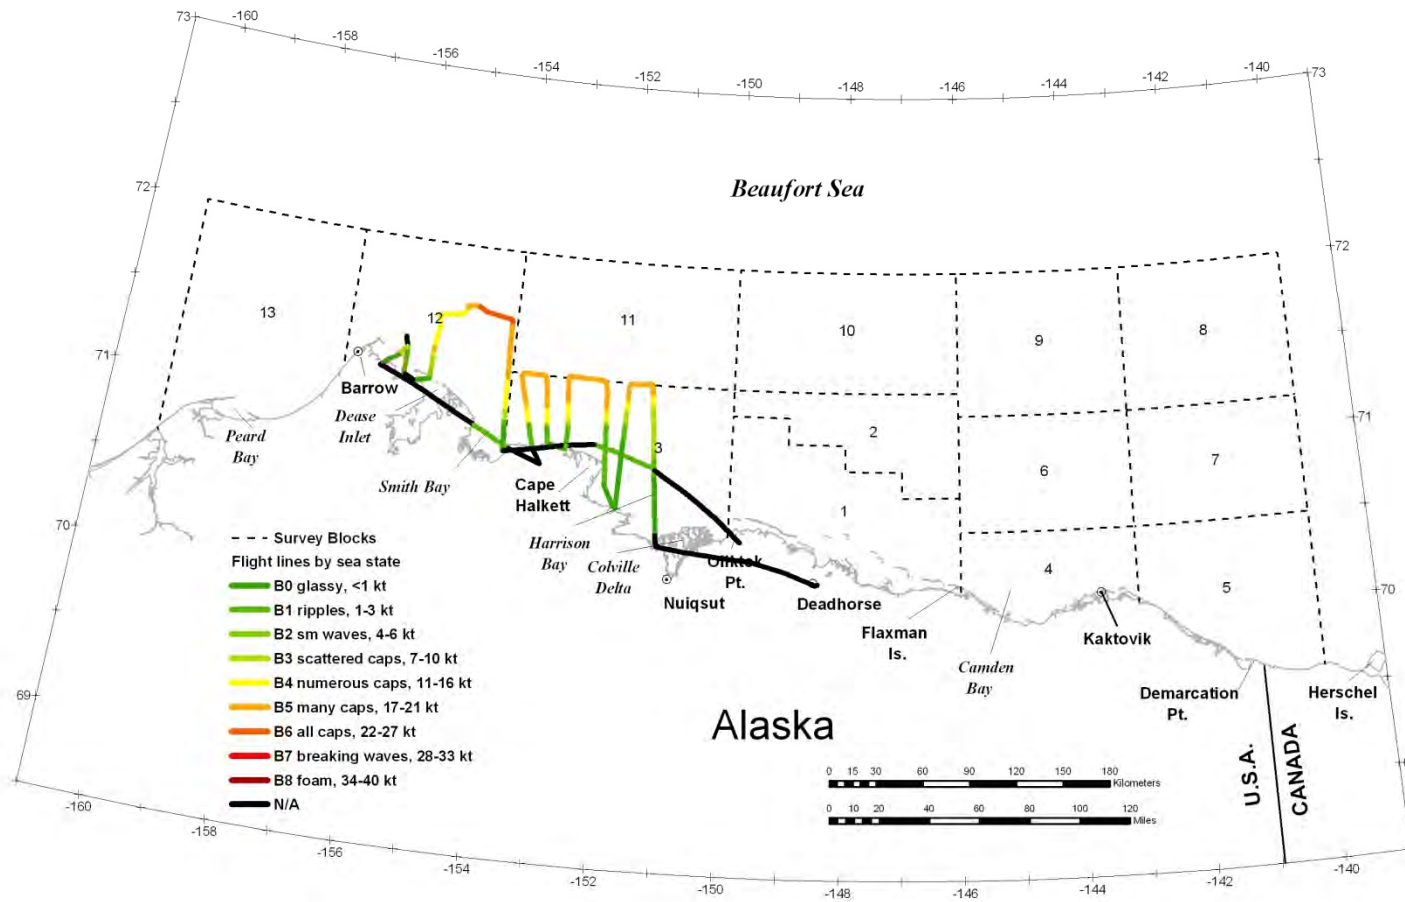 73
-160
-158
-156
-154
-152
-150
-148
-146
-144
-142
-140
73
72
Beaufort Sea
72
13
12
11
10
9
8
71
Barrow
Dease
Inlet
Peard
Bay
Smith Bay
Cape
Halkett
3
2
1
6
7
71
70
Harrison
Bay
Colville
Delta
Oliktok
Pt.
Nuiqsut
Deadhorse
Flaxman
Is.
4
5
70
Kaktovik
Camden
Bay
Demarcation
Pt.
Herschel
Is.
Survey Blocks
Flight lines by sea state
B0 glassy, <1 kt
B1 ripples, 1-3 kt
B2 sm waves, 4-6 kt
B3 scattered caps, 7-10 kt
B4 numerous caps, 11-16 kt
B5 many caps, 17-21 kt
B6 all caps, 22-27 kt
B7 breaking waves, 28-33 kt
B8 foam, 34-40 kt
N/A
69
Alaska
0 15 30 60 90 120 150 180
Kilometers
0 10 20 40 60 80 100 120
Miles
U.S.A.
CANADA
-160
-158
-156
-154
-152
-150
-148
-146
-144
-142
-140